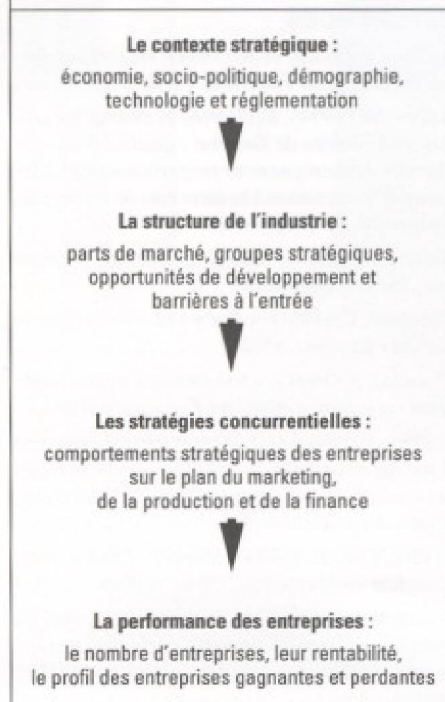 Le contexte stratégique :
économie, socio-politique, démographie,
technologie et réglementation
La structure de l'industrie :
parts de marché, groupes stratégiques,
opportunités de développement et
barrières à l'entrée
Les stratégies concurrentielles :
comportements stratégiques des entreprises
sur le plan du marketing,
de la production et de la finance
La performance des entreprises :
le nombre d'entreprises, leur rentabilité,
le profil des entreprises gagnantes et perdantes